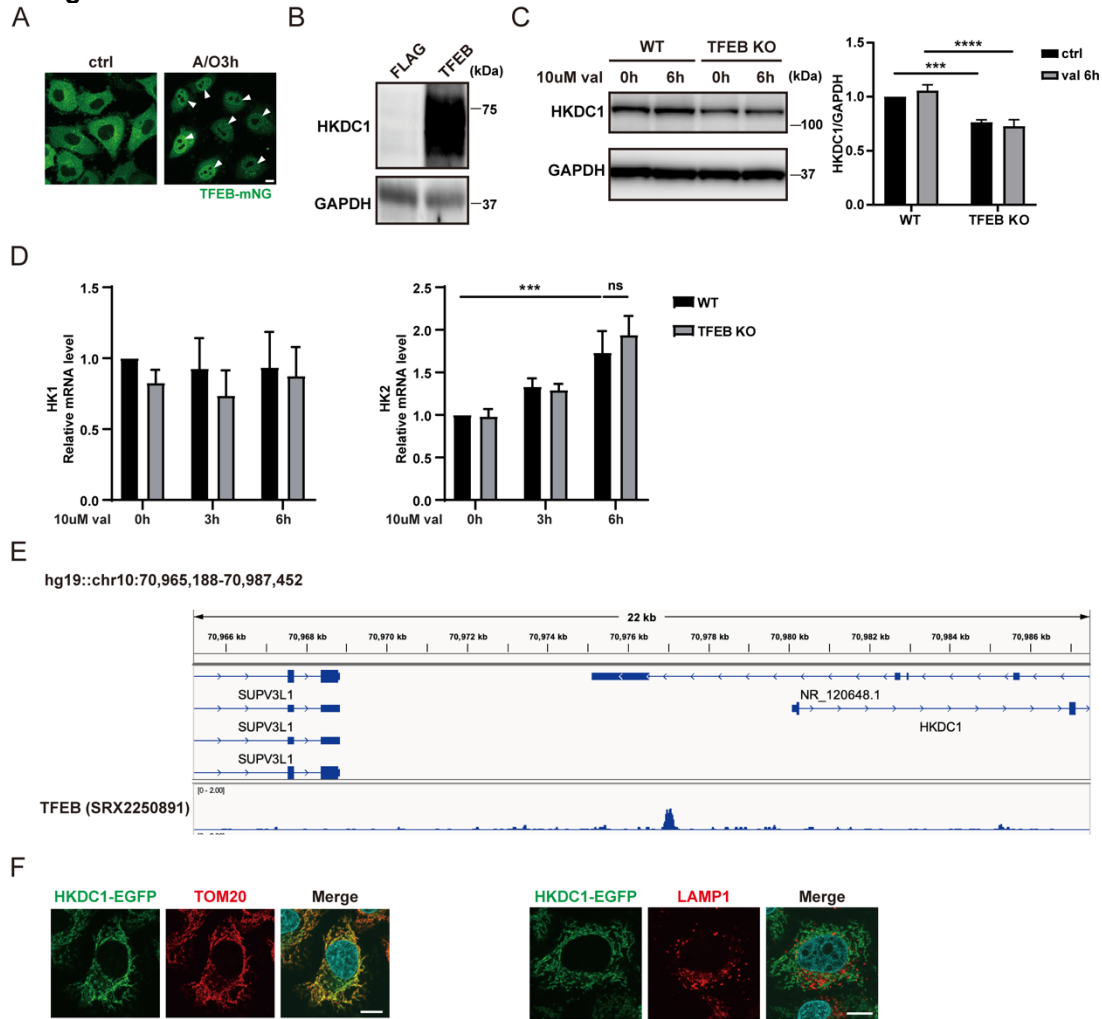 A
ctrl
A/O3h
TFEB-mNG
B
FLAG
TFEB
(kDa)
HKDC1
75
GAPDH
37
C
WT
TFEB KO
10uM val
0h
6h
0h
6h
(kDa)
HKDC1
100
GAPDH
37
HKDC1/GAPDH
1.5
1.0
0.5
0.0
****
***
WT
TFEB KO
ctrl
val 6h
D
HK1
Relative mRNA level
1.5
1.0
0.5
0.0
10uM val
0h
3h
6h
HK2
Relative mRNA level
2.5
2.0
1.5
1.0
0.5
0.0
***
ns
10uM val
0h
3h
6h
WT
TFEB KO
E
hg19::chr10:70,965,188-70,987,452
22 kb
70,966 kb
70,968 kb
70,970 kb
70,972 kb
70,974 kb
70,976 kb
70,978 kb
70,980 kb
70,982 kb
70,984 kb
70,986 kb
SUPV3L1
NR_120648.1
SUPV3L1
HKDC1
SUPV3L1
[0 - 2.00]
TFEB (SRX2250891)
F
HKDC1-EGFP
TOM20
Merge
HKDC1-EGFP
LAMP1
Merge